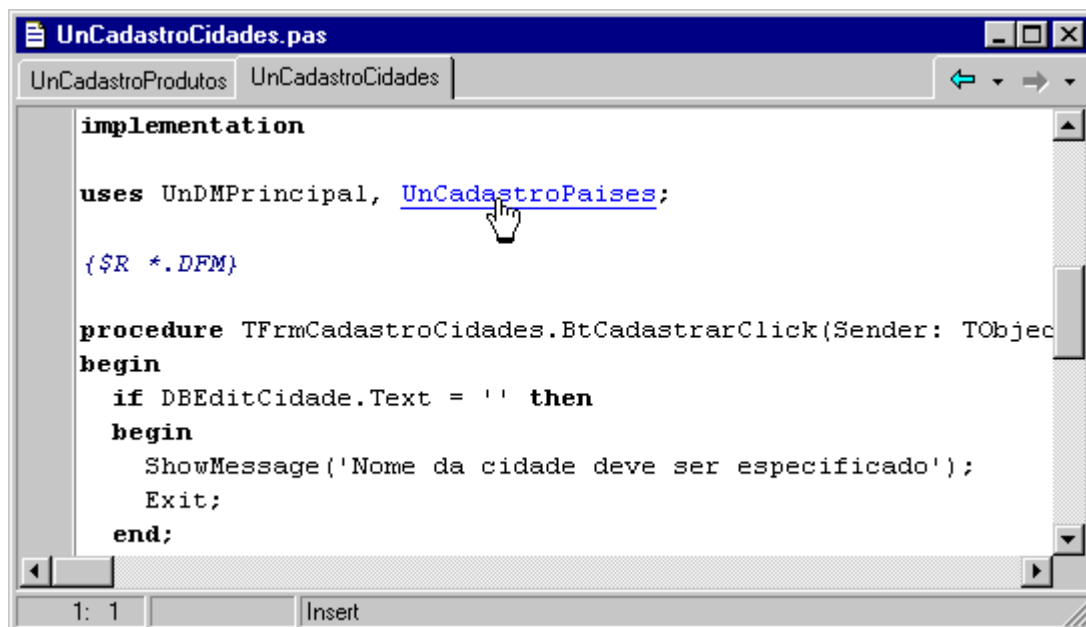 UnCadastroCidades.pas
UnCadastroProdutos UnCadastroCidades
implementation
uses UnDMPrincipal, UnCadastroPaises;
{$R *.DFM}
procedure TFrmCadastroCidades.BtCadastrarClick(Sender: TObjec
begin
if DBEditCidade.Text = '' then
begin
ShowMessage('Nome da cidade deve ser especificado');
Exit;
end;
1: 1 Insert